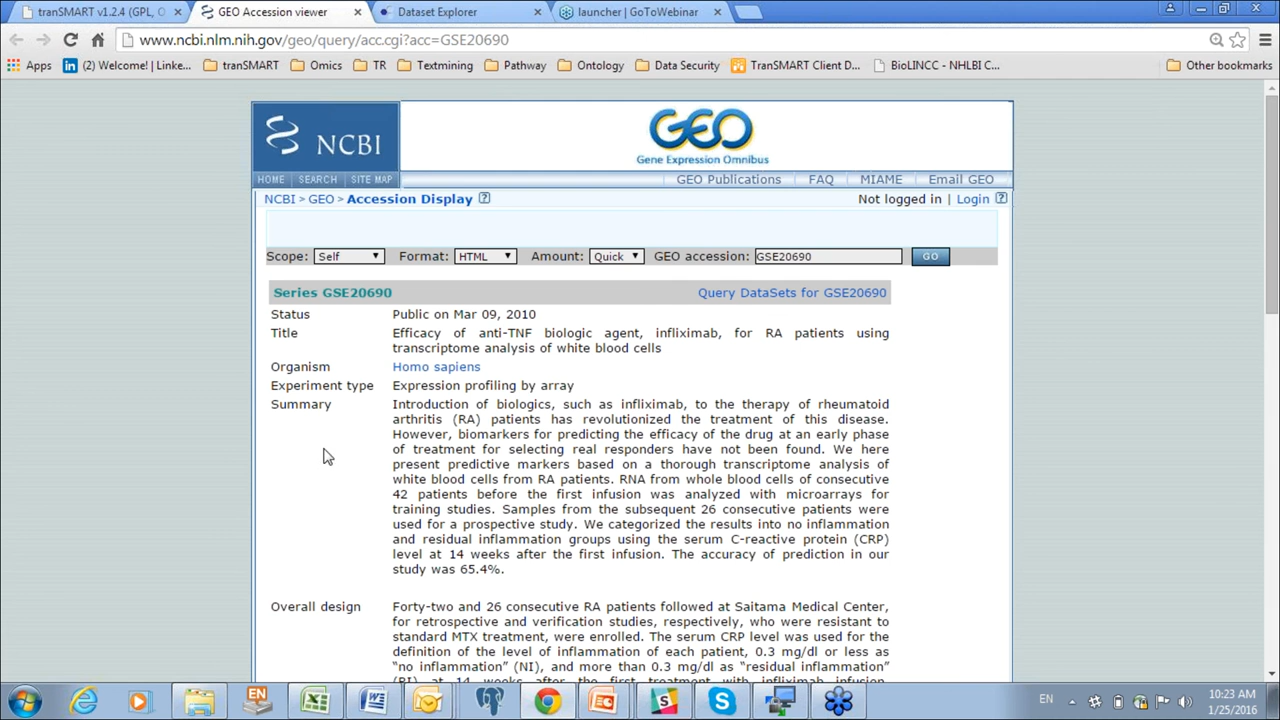 tranSMART v1.2.4 (GPL, O
GEO Accession viewer
Dataset Explorer
launcher | GoToWebinar
www.ncbi.nlm.nih.gov/geo/query/acc.cgi?acc=GSE20690
Apps
(2) Welcome! | Linke...
tranSMART
Omics
TR
Textmining
Pathway
Ontology
Data Security
TranSMART Client D...
BioLINCC - NHLBI C...
Other bookmarks
NCBI
GEO
Gene Expression Omnibus
HOME | SEARCH | SITE MAP
GEO Publications | FAQ | MIAME | Email GEO
NCBI > GEO > Accession Display ?
Not logged in | Login ?
Scope: Self Format: HTML Amount: Quick GEO accession: GSE20690 GO
Series GSE20690
Query DataSets for GSE20690
Status Public on Mar 09, 2010
Title Efficacy of anti-TNF biologic agent, infliximab, for RA patients using
transcriptome analysis of white blood cells
Organism Homo sapiens
Experiment type Expression profiling by array
Summary Introduction of biologics, such as infliximab, to the therapy of rheumatoid
arthritis (RA) patients has revolutionized the treatment of this disease.
However, biomarkers for predicting the efficacy of the drug at an early phase
of treatment for selecting real responders have not been found. We here
present predictive markers based on a thorough transcriptome analysis of
white blood cells from RA patients. RNA from whole blood cells of consecutive
42 patients before the first infusion was analyzed with microarrays for
training studies. Samples from the subsequent 26 consecutive patients were
used for a prospective study. We categorized the results into no inflammation
and residual inflammation groups using the serum C-reactive protein (CRP)
level at 14 weeks after the first infusion. The accuracy of prediction in our
study was 65.4%.
Overall design Forty-two and 26 consecutive RA patients followed at Saitama Medical Center,
for retrospective and verification studies, respectively, who were resistant to
standard MTX treatment, were enrolled. The serum CRP level was used for the
definition of the level of inflammation of each patient, 0.3 mg/dl or less as
“no inflammation” (NI), and more than 0.3 mg/dl as “residual inflammation”
(RI) at 14 weeks after the first treatment with infliximab infusion.
EN
EN
10:23 AM
1/25/2016